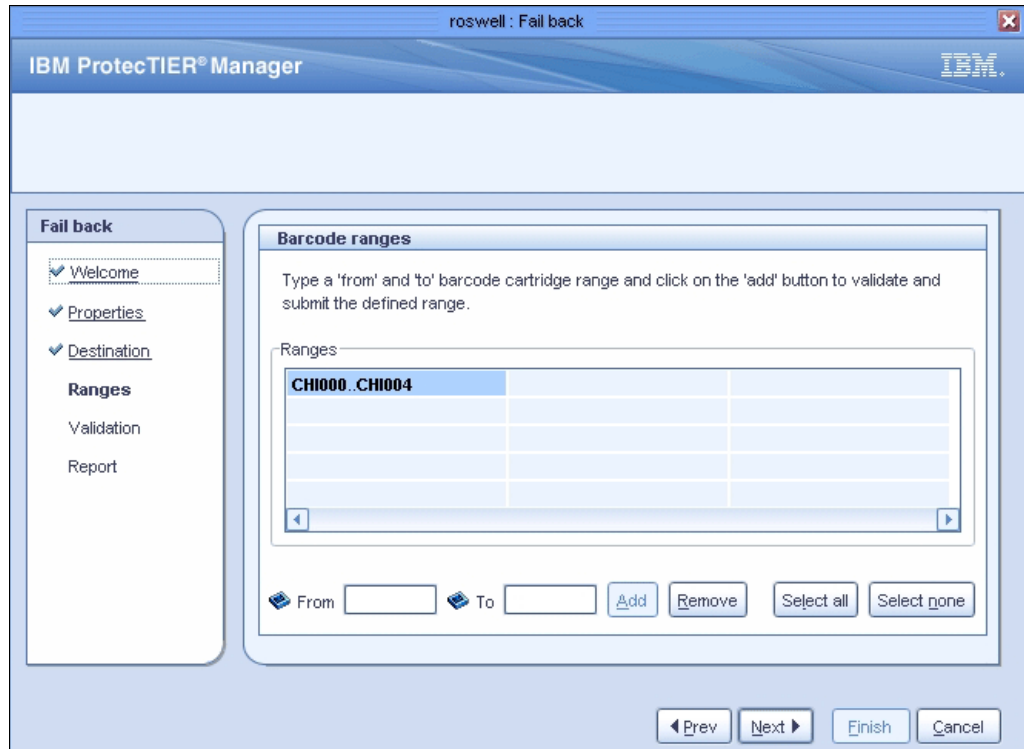 roswell : Fail back
IBM ProtecTIER® Manager
IBM.
Fail back
Welcome
Properties
Destination
Ranges
Validation
Report
Barcode ranges
Type a 'from' and 'to' barcode cartridge range and click on the 'add' button to validate and
submit the defined range.
Ranges
CHI000..CHI004
From To Add Remove Select all Select none
Prev Next Finish Cancel